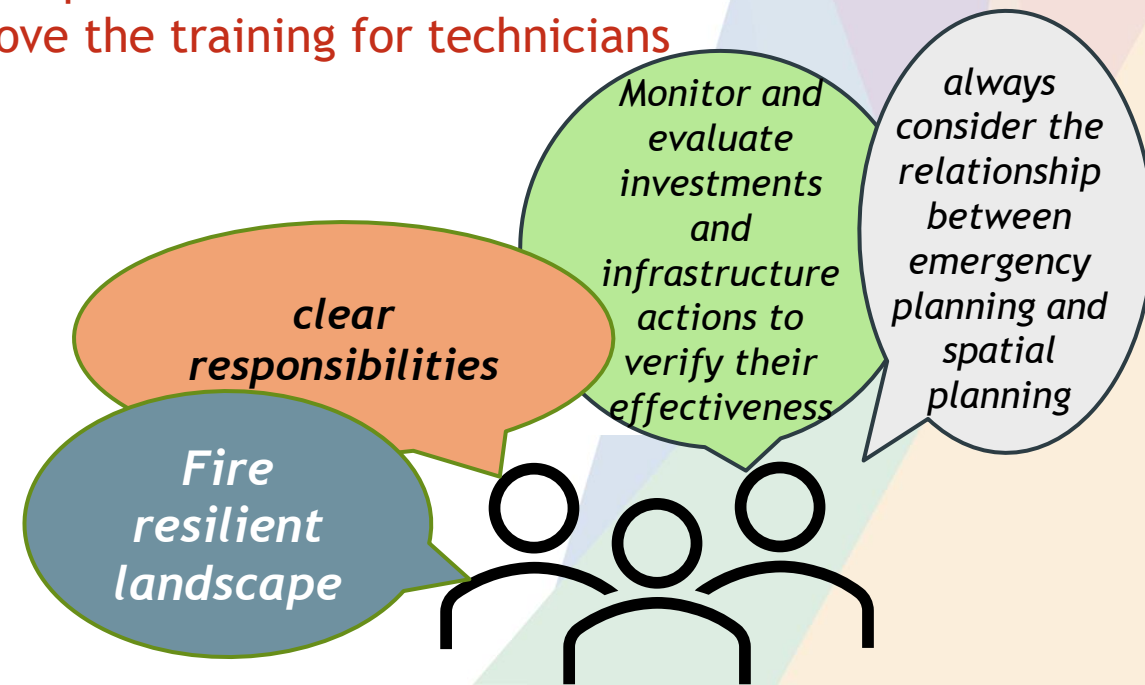 the training for technicians
Monitor and
evaluate
investments
and
infrastructure
actions to
verify their
effectiveness
always
consider the
relationship
between
emergency
planning and
spatial
planning
clear
responsibilities
Fire
resilient
landscape